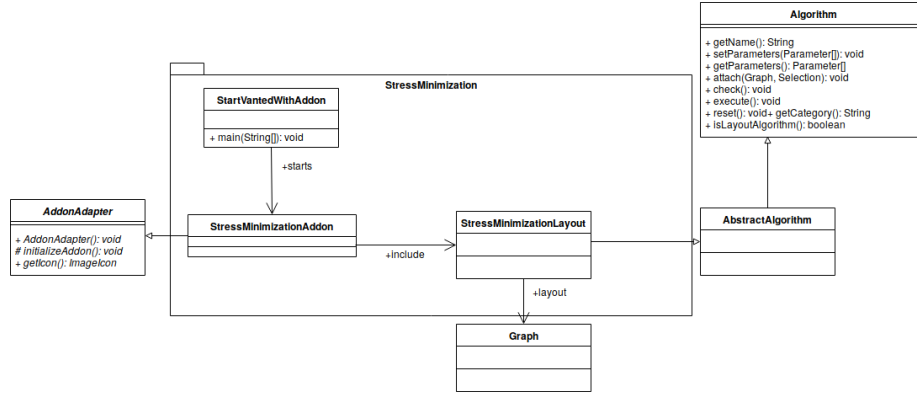 Algorithm
+ getName(): String
+ setParameters(Parameter[]): void
+ getParameters(): Parameter[]
+ attach(Graph, Selection): void
+ check(): void
+ execute(): void
+ reset(): void+ getCategory(): String
+ isLayoutAlgorithm(): boolean
StressMinimization
StartVantedWithAddon
+ main(String[]): void
+starts
AddonAdapter
+ AddonAdapter(): void
# initializeAddon(): void
+ getIcon(): ImageIcon
StressMinimizationAddon
+include
StressMinimizationLayout
AbstractAlgorithm
+layout
Graph